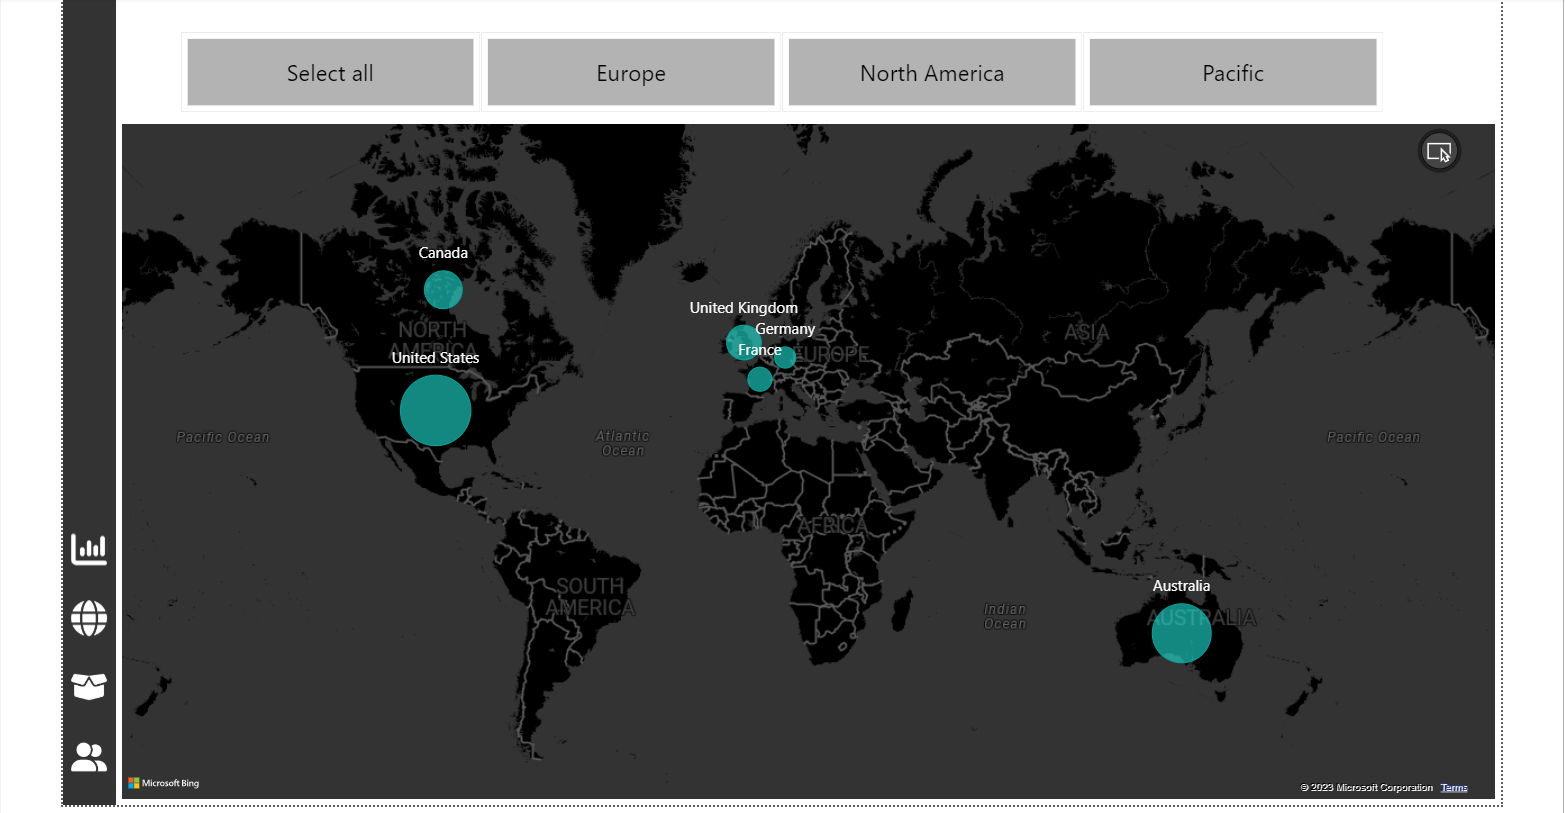 Select all
Europe
North America
Pacific
Canada
NORTH
AMERICA
United States
United Kingdom
Germany
France
EUROPE
ASIA
Pacific Ocean
Atlantic
Ocean
Pacific Ocean
AFRICA
SOUTH
AMERICA
Indian
Ocean
Australia
AUSTRALIA
Microsoft Bing
© 2023 Microsoft Corporation Terms